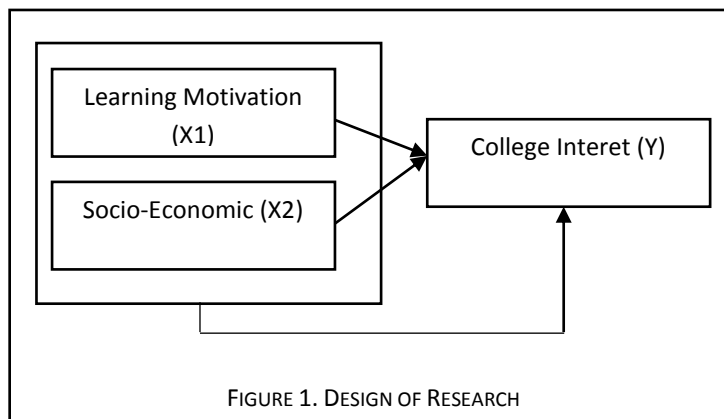 Learning Motivation
(X1)
College Interet (Y)
Socio-Economic (X2)
FIGURE 1. DESIGN OF RESEARCH